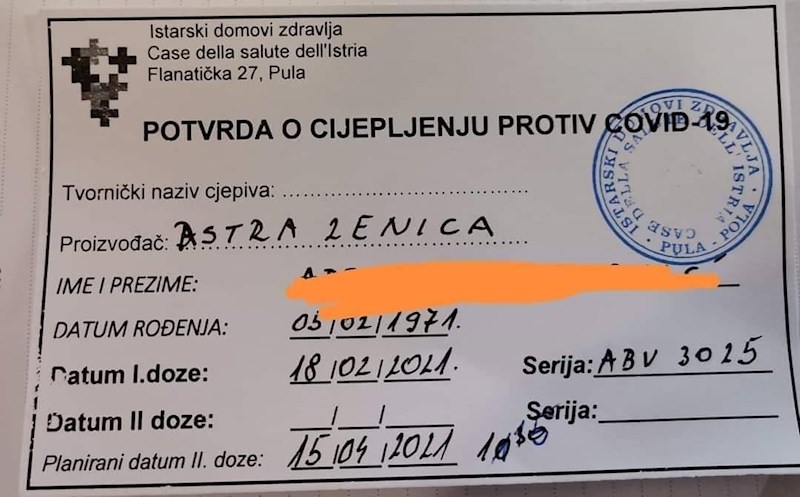 Istarski domovi zdravlja
Case della salute dell'Istria
Flanatička 27, Pula
POTVRDA O CIJEPLJENJU PROTIV COVID-19
ISTARSKI DOMOVI ZDRAVLJA
CASE DELLA SALUTE DELL'ISTRIA
PULA - POLA
Tvornički naziv cjepiva: ................................
Proizvođač: ASTRA ZENICA
IME I PREZIME:
DATUM ROĐENJA: 05/02/1971.
Datum I.doze: 18/02/2021. Serija: ABV 3025
Datum II doze: __/__/____ Serija:
Planirani datum II. doze: 15/04/2021